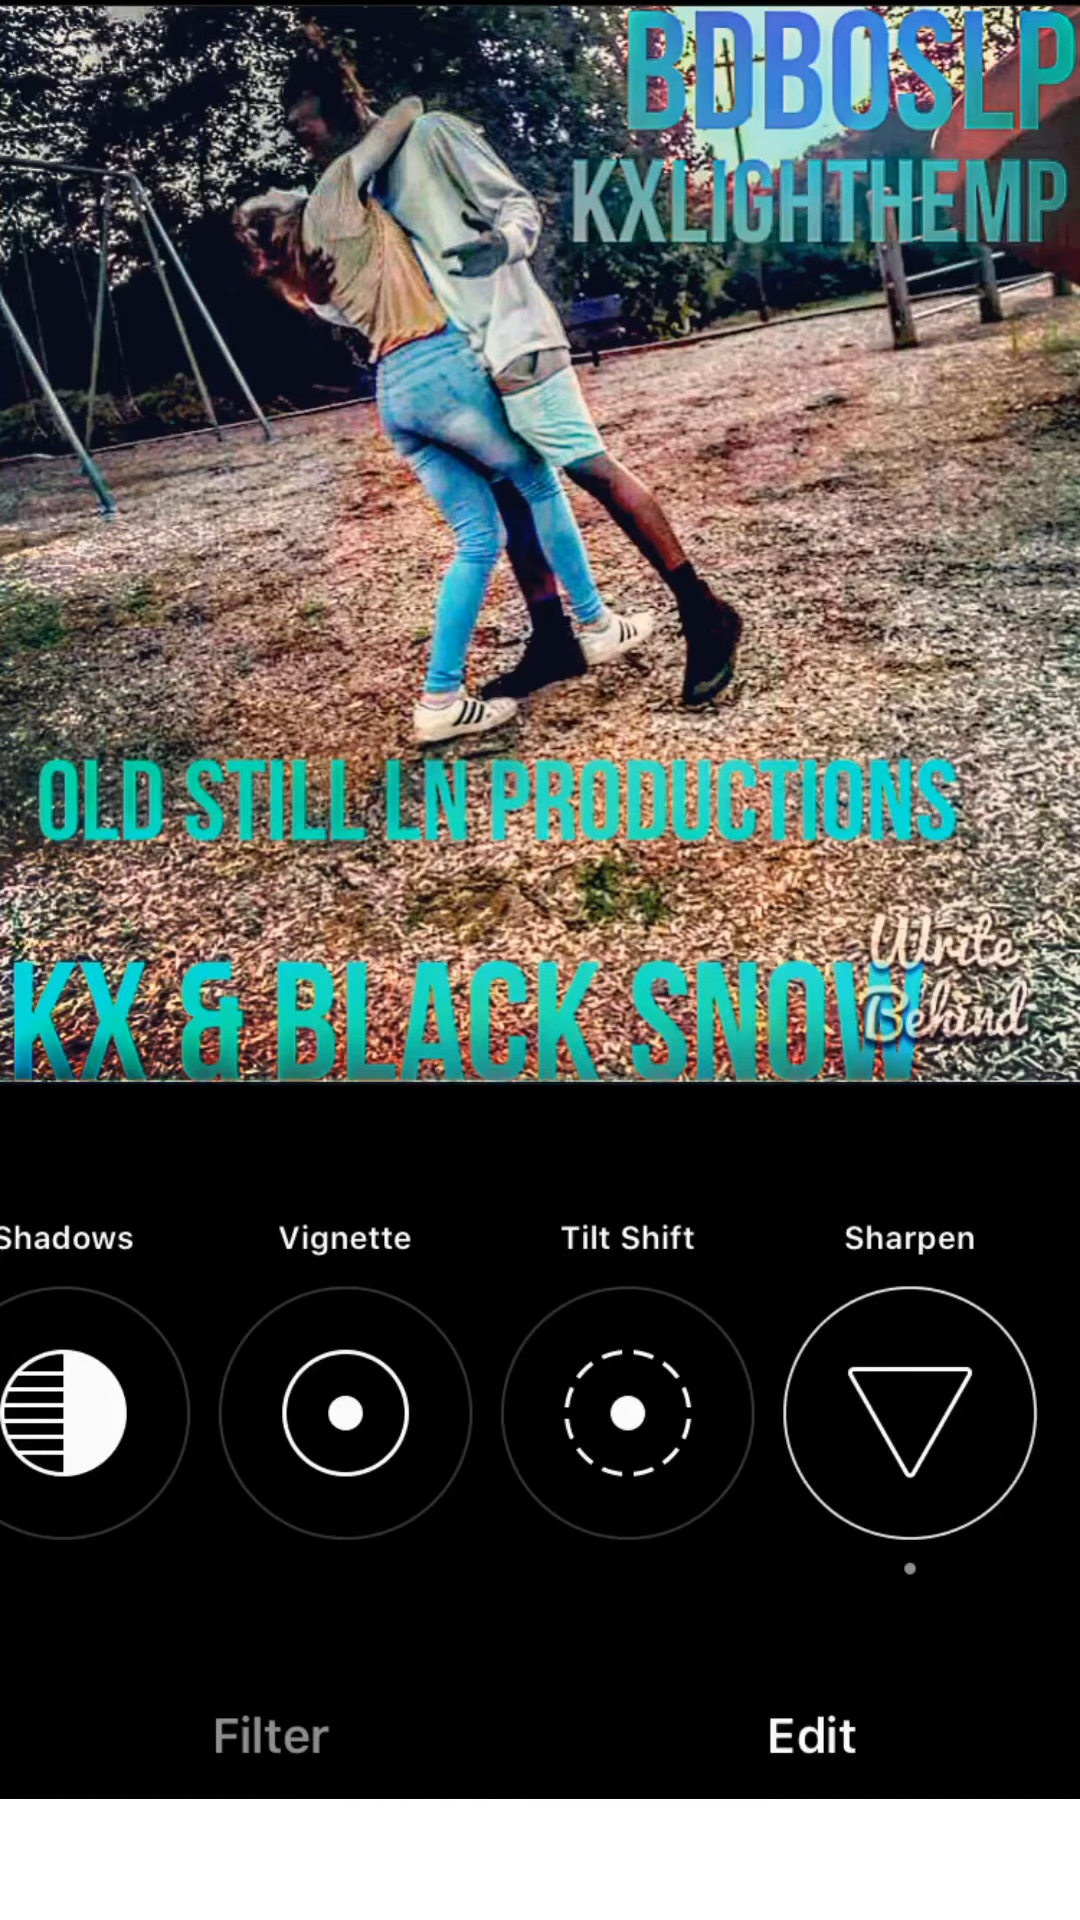 BDBOSLP
KXLIGHTHEMP
OLD STILL LN PRODUCTIONS
KX & BLACK SNOW
Write
Behind
Shadows
Vignette
Tilt Shift
Sharpen
Filter
Edit